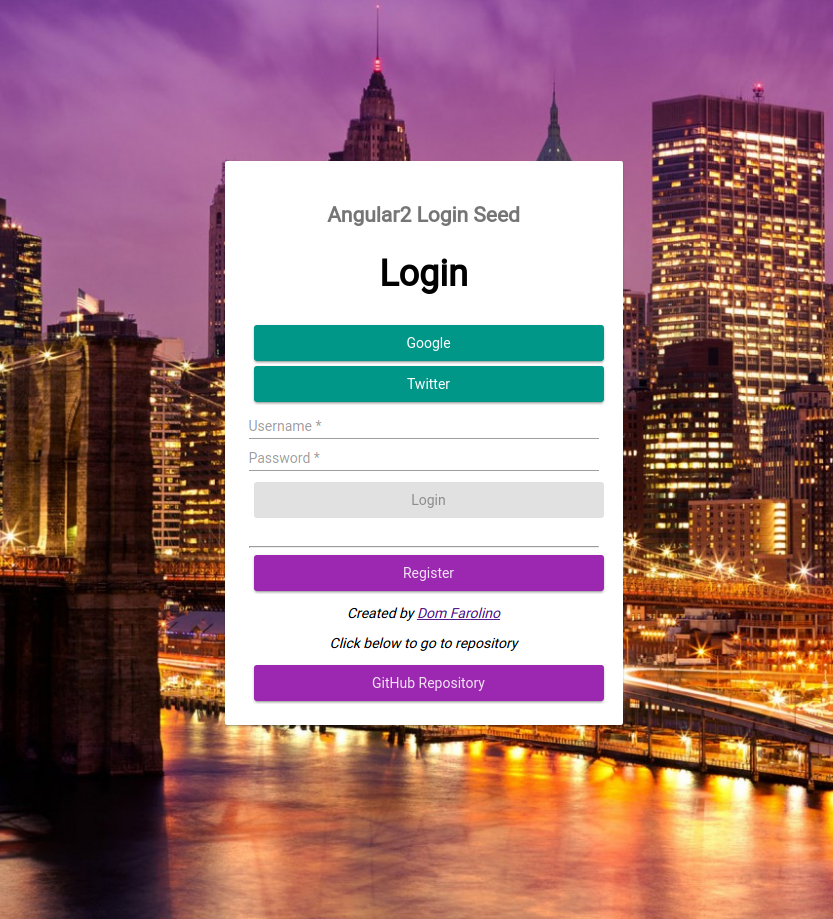 Angular2 Login Seed
Login
Google
Twitter
Username *
Password *
Login
Register
Created by Dom Farolino
Click below to go to repository
GitHub Repository